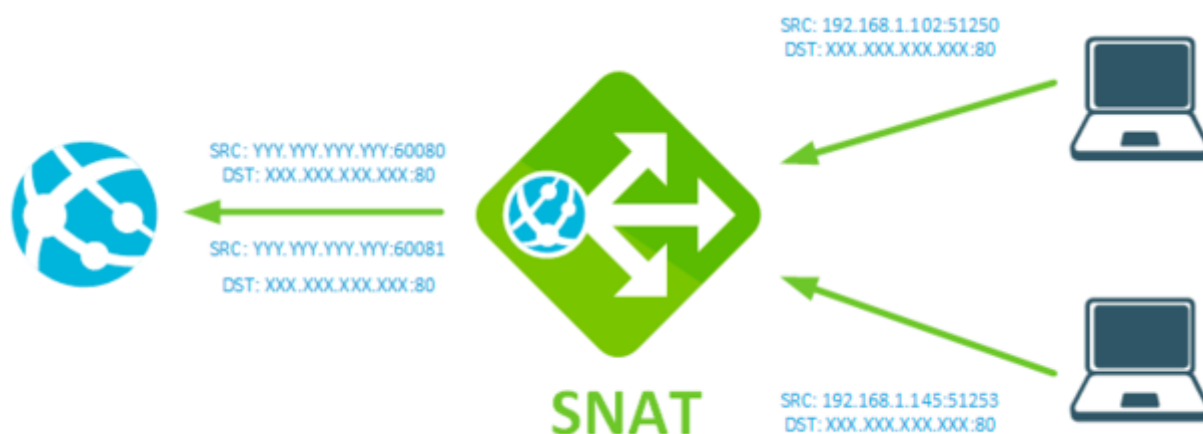 SRC: 192.168.1.102:51250
DST: XXX.XXX.XXX.XXX:80
SRC: YYY.YYY.YYY.YYY:60080
DST: XXX.XXX.XXX.XXX:80
SRC: YYY.YYY.YYY.YYY:60081
DST: XXX.XXX.XXX.XXX:80
SNAT
SRC: 192.168.1.145:51253
DST: XXX.XXX.XXX.XXX:80